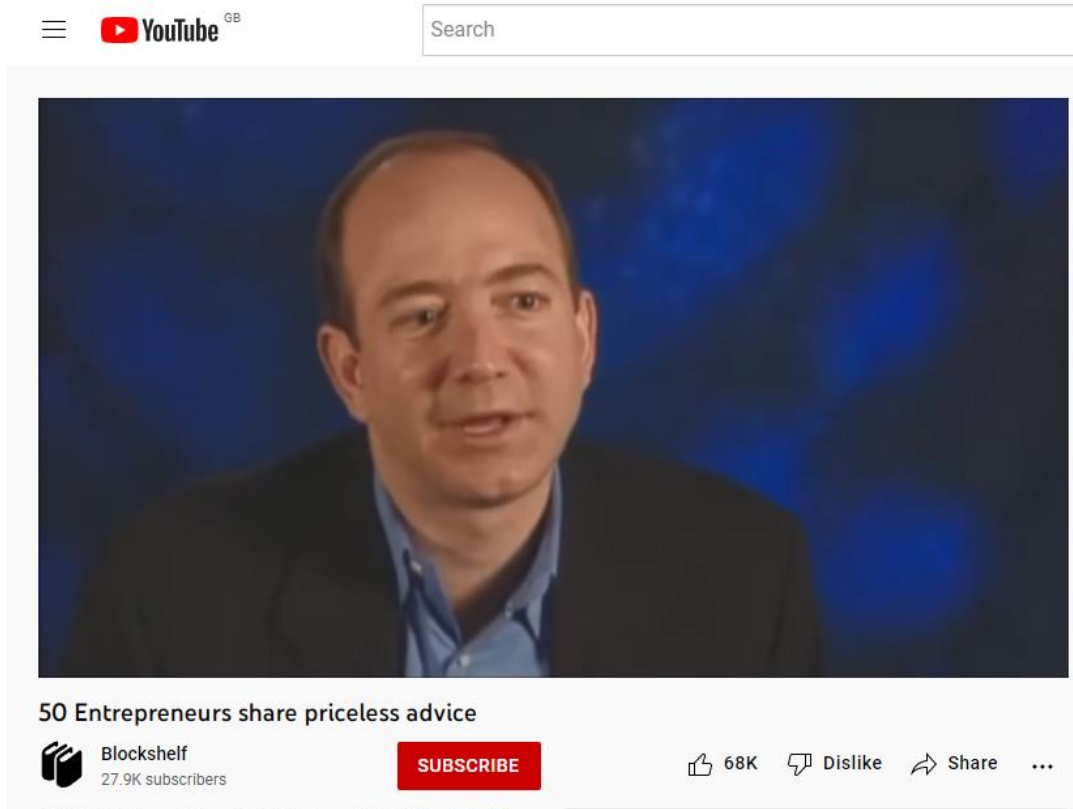 YouTube GB
Search
50 Entrepreneurs share priceless advice
Blockshelf
27.9K subscribers
SUBSCRIBE
68K
Dislike
Share